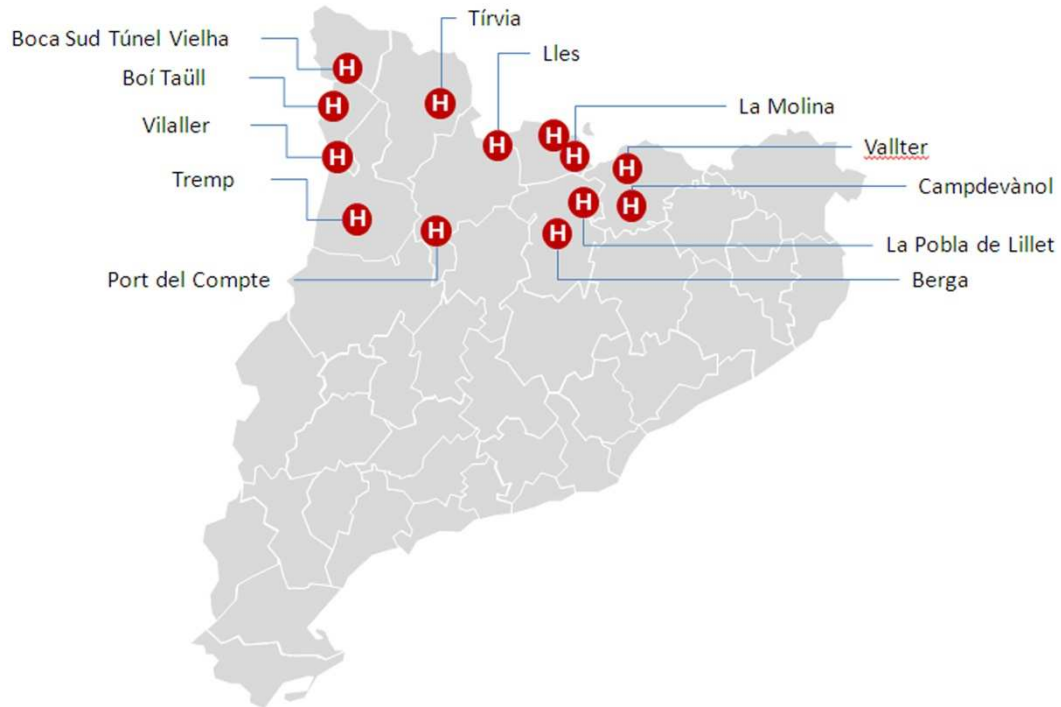 Tírvia
Boca Sud Túnel Vielha
Lles
Boí Taüll
La Molina
Vilaller
Vallter
Tremp
Campdevànol
La Pobla de Lillet
Port del Compte
Berga
H
H
H
H
H
H
H
H
H
H
H
H
H